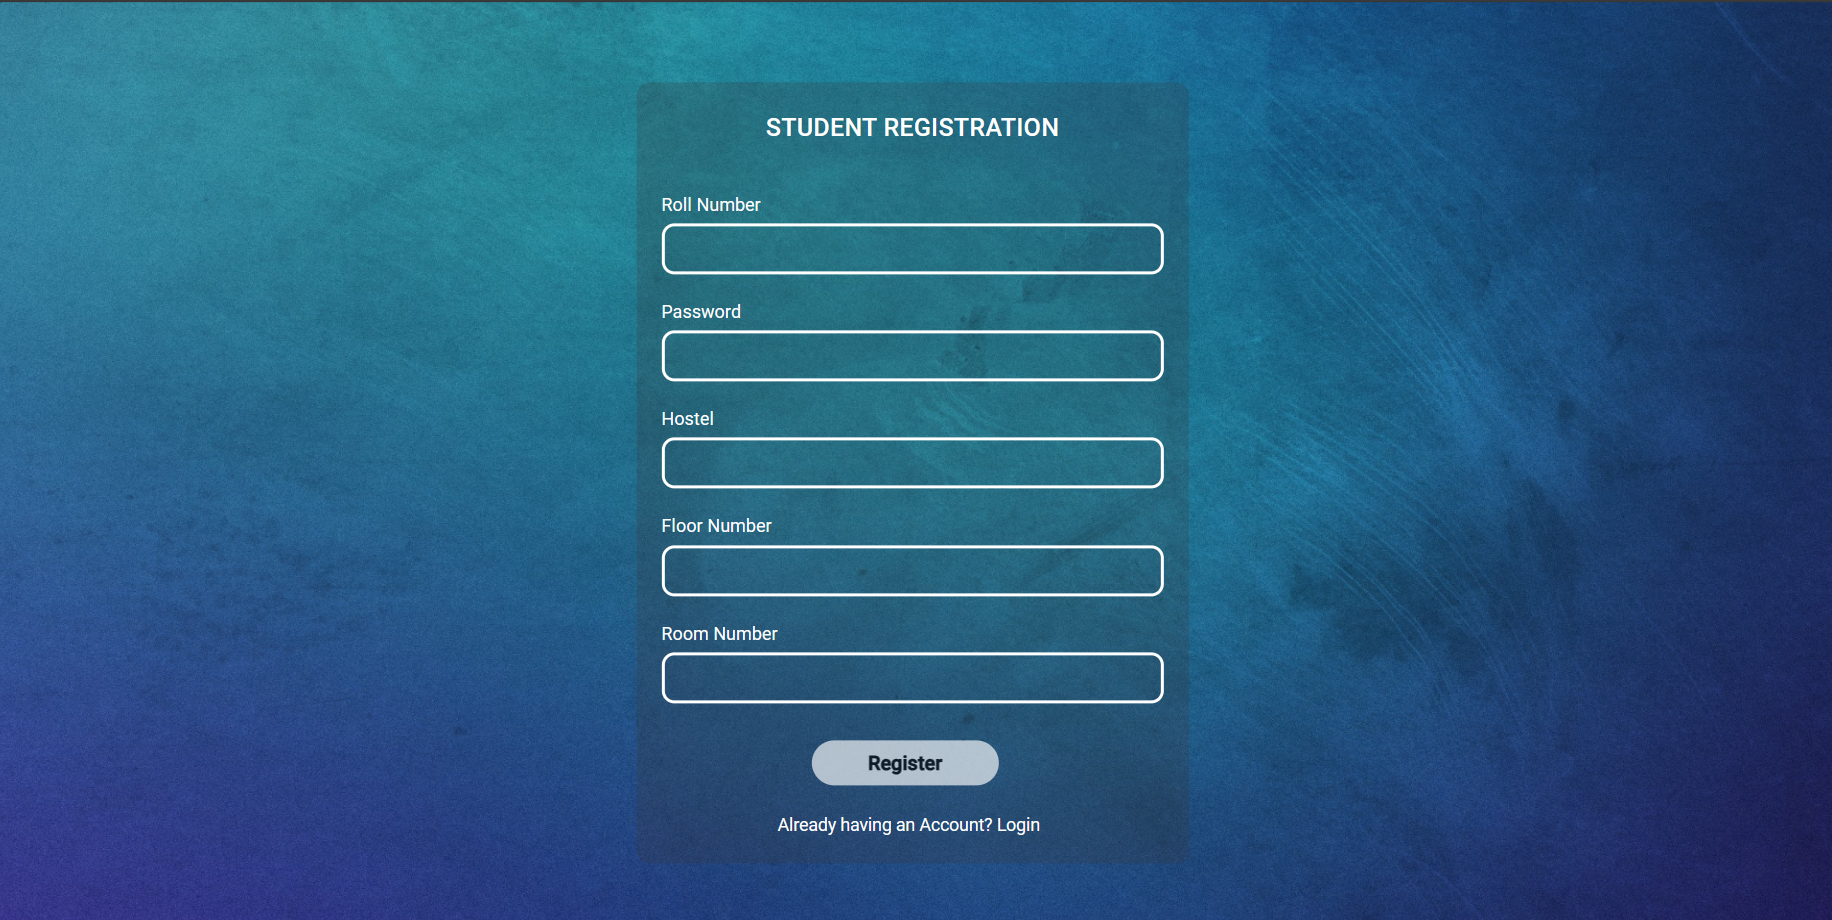 STUDENT REGISTRATION
Roll Number
Password
Hostel
Floor Number
Room Number
Register
Already having an Account? Login